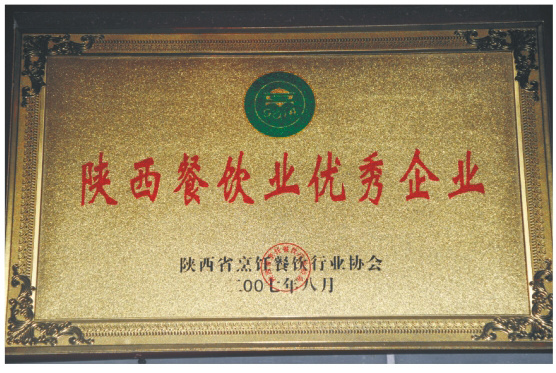 陕西餐饮业优秀企业
陕西省烹饪餐饮行业协会
二00七年八月